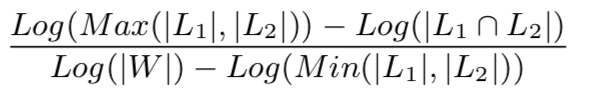 Log(Max(|L₁|, |L₂|)) − Log(|L₁ ∩ L₂|)
Log(|W|) − Log(Min(|L₁|, |L₂|))